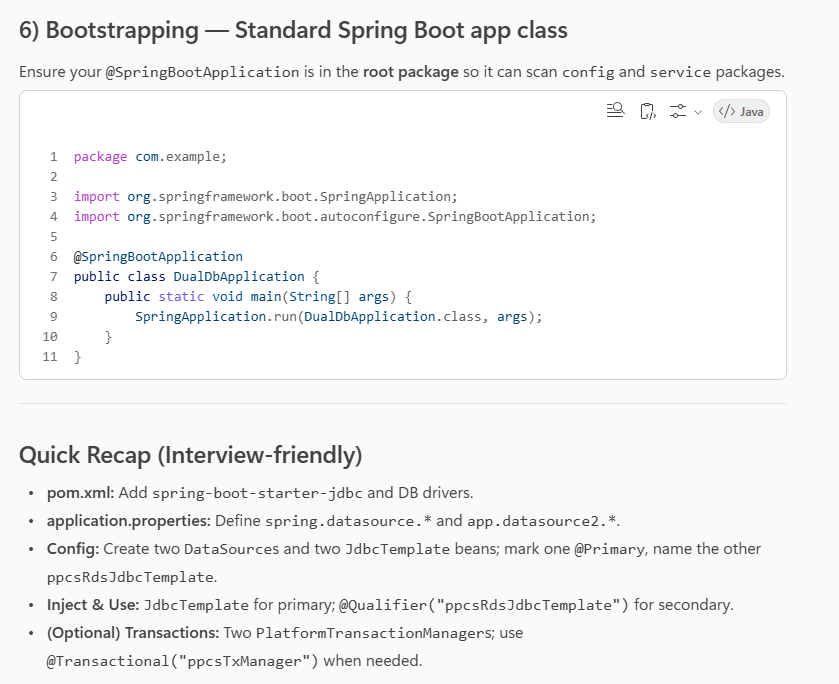 6) Bootstrapping — Standard Spring Boot app class
Ensure your @SpringBootApplication is in the root package so it can scan config and service packages.
</> Java
1 package com.example;
2
3 import org.springframework.boot.SpringApplication;
4 import org.springframework.boot.autoconfigure.SpringBootApplication;
5
6 @SpringBootApplication
7 public class DualDbApplication {
8     public static void main(String[] args) {
9         SpringApplication.run(DualDbApplication.class, args);
10     }
11 }
Quick Recap (Interview-friendly)
• pom.xml: Add spring-boot-starter-jdbc and DB drivers.
• application.properties: Define spring.datasource.* and app.datasource2.*.
• Config: Create two DataSources and two JdbcTemplate beans; mark one @Primary, name the other
ppcsRdsJdbcTemplate.
• Inject & Use: JdbcTemplate for primary; @Qualifier("ppcsRdsJdbcTemplate") for secondary.
• (Optional) Transactions: Two PlatformTransactionManagers; use
@Transactional("ppcsTxManager") when needed.